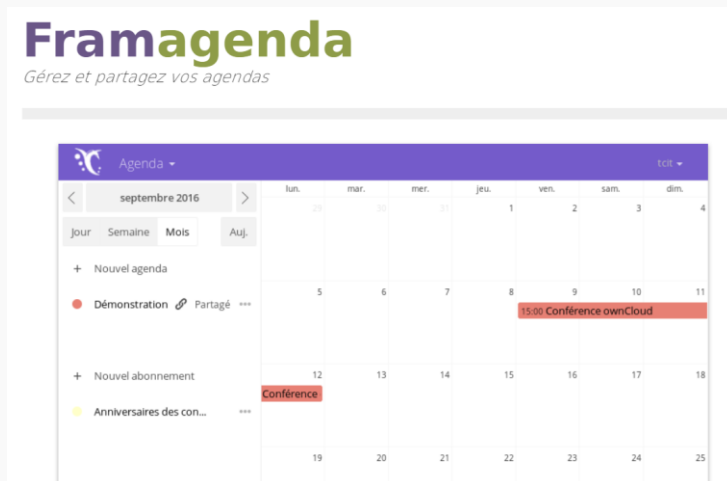 Framagenda
Gérez et partagez vos agendas
Agenda
tcit
septembre 2016
lun. mar. mer. jeu. ven. sam. dim.
29 30 31 1 2 3 4
Jour Semaine Mois Auj.
+ Nouvel agenda
5 6 7 8 9 10 11
Démonstration Partagé
15:00 Conférence ownCloud
+ Nouvel abonnement
12 13 14 15 16 17 18
Conférence
Anniversaires des con...
19 20 21 22 23 24 25